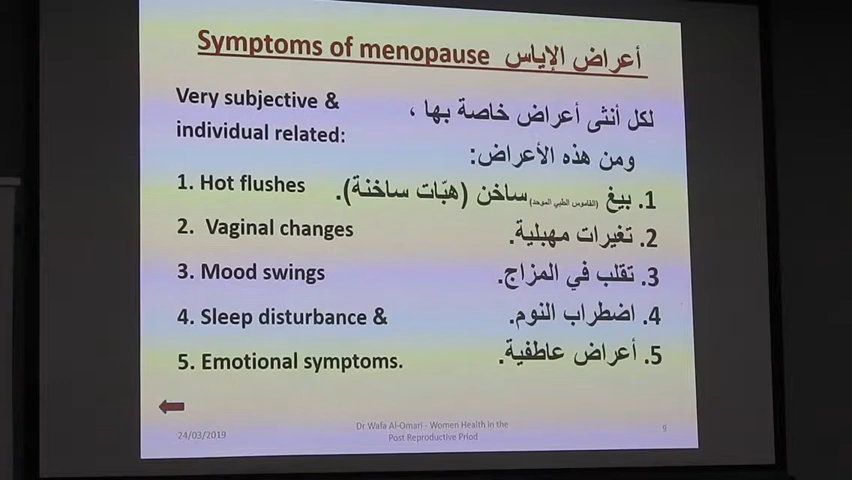 Symptoms of menopause أعراض الإياس
Very subjective &
individual related:
1. Hot flushes
2. Vaginal changes
3. Mood swings
4. Sleep disturbance &
5. Emotional symptoms.
لكل أنثى أعراض خاصة بها ،
ومن هذه الأعراض:
1. بيغ (القاموس الطبي الموحد) ساخن (هبّات ساخنة).
2. تغيرات مهبلية.
3. تقلب في المزاج.
4. اضطراب النوم.
5. أعراض عاطفية.
24/03/2019
Dr Wafa Al-Omari - Women Health in the
Post Reproductive Priod
9